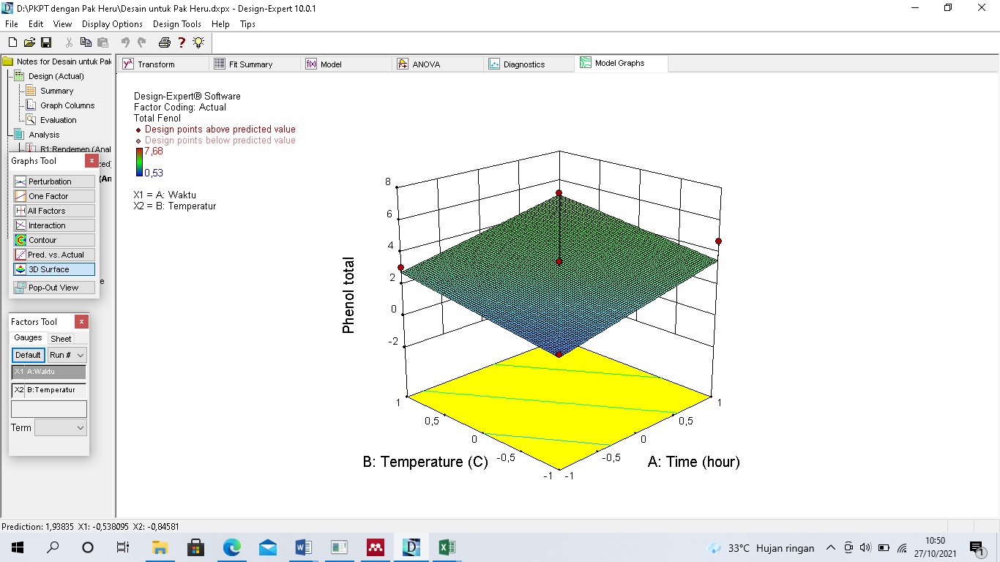 D:\PKPT dengan Pak Heru\Desain untuk Pak Heru.dxpx - Design-Expert 10.0.1
File Edit View Display Options Design Tools Help Tips
Notes for Desain untuk Pak
Design (Actual)
Summary
Graph Columns
Evaluation
Analysis
R1:Rendemen (Anal
zed)
(An
e
Graphs Tool
Perturbation
One Factor
All Factors
Interaction
Contour
Pred. vs. Actual
3D Surface
Pop-Out View
Factors Tool
Gauges Sheet
Default Run #
X1 A:Waktu
X2 B:Temperatur
Term
Transform Fit Summary Model ANOVA Diagnostics Model Graphs
Design-Expert® Software
Factor Coding: Actual
Total Fenol
Design points above predicted value
Design points below predicted value
7,68
0,53
X1 = A: Waktu
X2 = B: Temperatur
Phenol total
8
6
4
2
0
-2
1
0,5
0
-0,5
-1
B: Temperature (C)
-1
-0,5
0
0,5
1
A: Time (hour)
Prediction: 1,93835 X1: -0,538095 X2: -0,84581
33°C Hujan ringan
10:50
27/10/2021
1